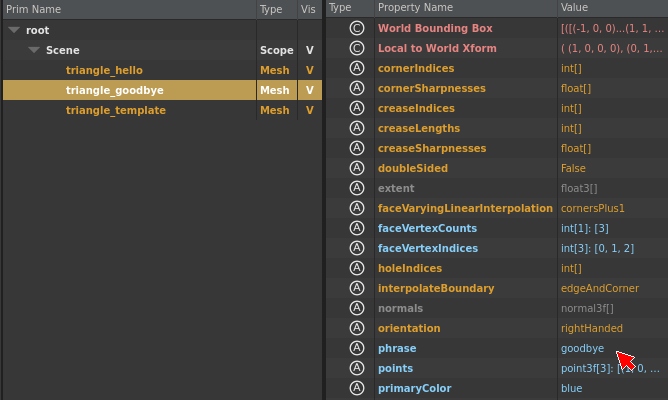 Prim Name Type Vis
root
Scene Scope V
triangle_hello Mesh V
triangle_goodbye Mesh V
triangle_template Mesh V
Type Property Name Value
C World Bounding Box [([(-1, 0, 0)...(1, 1, ...
C Local to World Xform ( (1, 0, 0, 0), (0, 1,...
A cornerIndices int[]
A cornerSharpnesses float[]
A creaseIndices int[]
A creaseLengths int[]
A creaseSharpnesses float[]
A doubleSided False
A extent float3[]
A faceVaryingLinearInterpolation cornersPlus1
A faceVertexCounts int[1]: [3]
A faceVertexIndices int[3]: [0, 1, 2]
A holeIndices int[]
A interpolateBoundary edgeAndCorner
A normals normal3f[]
A orientation rightHanded
A phrase goodbye
A points point3f[3]: 0, ...
A primaryColor blue